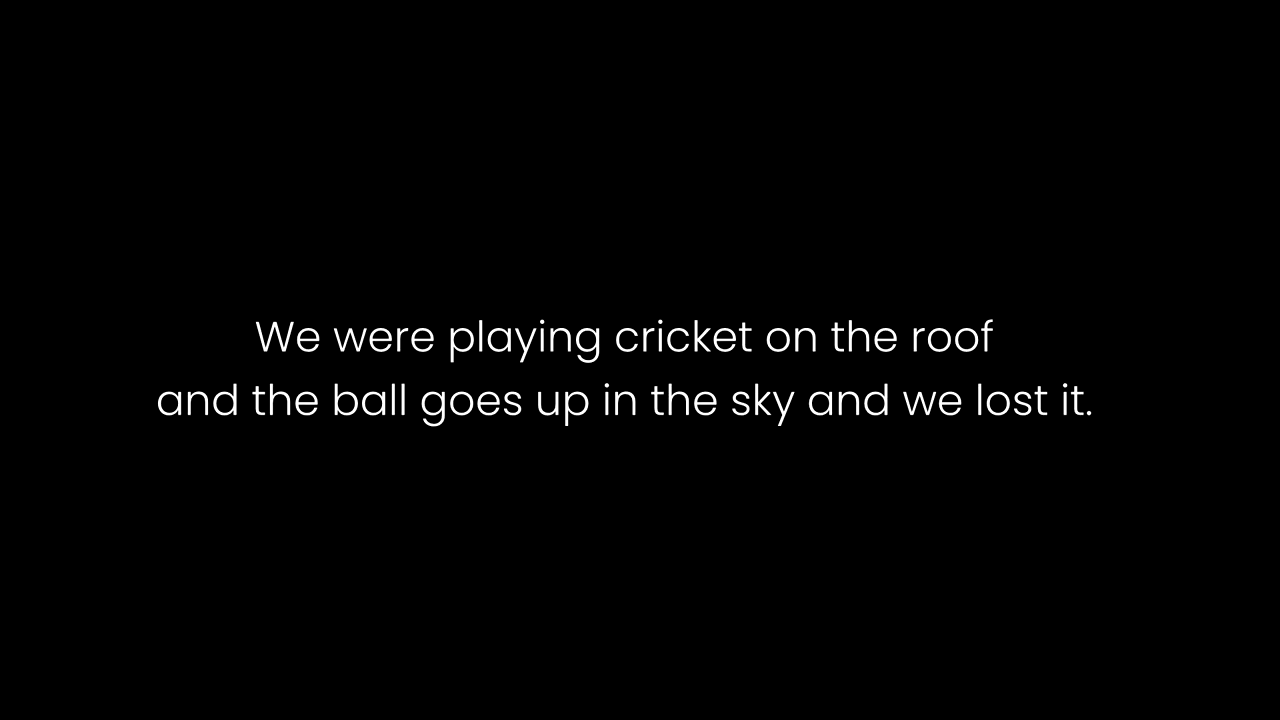 We were playing cricket on the roof
and the ball goes up in the sky and we lost it.